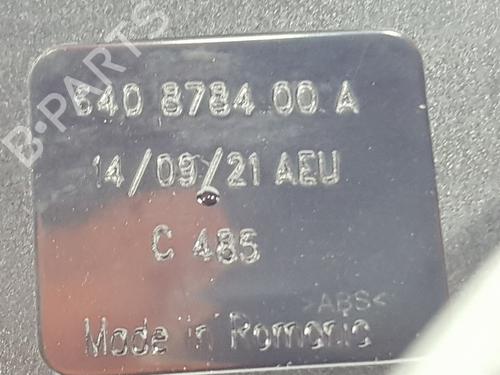 B-PARTS
640 8784 00 A
14/09/21 AEU
C 485
>ABS<
Made in Romania